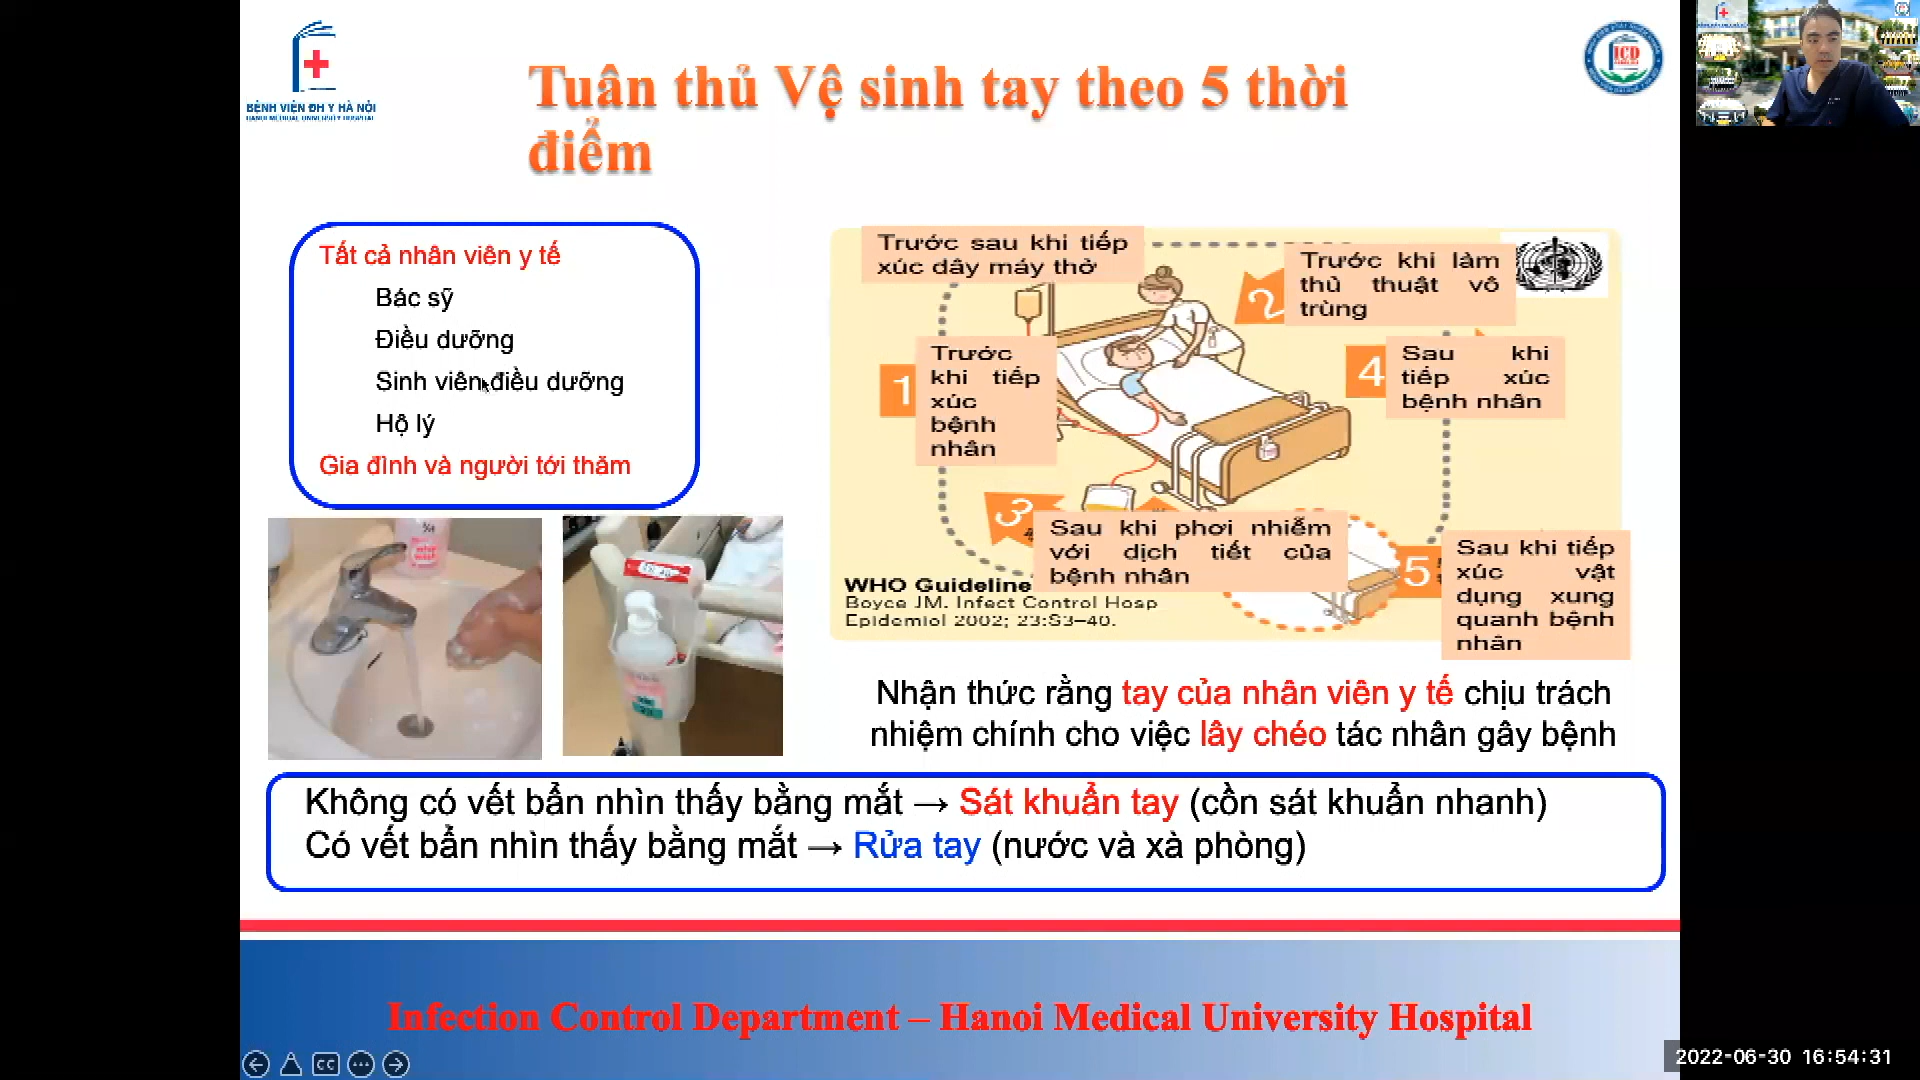 BỆNH VIỆN ĐH Y HÀ NỘI
HANOI MEDICAL UNIVERSITY HOSPITAL
ICD
Tuân thủ Vệ sinh tay theo 5 thời
điểm
Tất cả nhân viên y tế
Bác sỹ
Điều dưỡng
Sinh viên điều dưỡng
Hộ lý
Gia đình và người tới thăm
Trước sau khi tiếp
xúc dây máy thở
2
Trước khi làm
thủ thuật vô
trùng
1
Trước
khi tiếp
xúc
bệnh
nhân
4
Sau khi
tiếp xúc
bệnh nhân
3
Sau khi phơi nhiễm
với dịch tiết của
bệnh nhân
5
Sau khi tiếp
xúc vật
dụng xung
quanh bệnh
nhân
WHO Guideline
Boyce JM. Infect Control Hosp
Epidemiol 2002; 23:S3–40.
Nhận thức rằng tay của nhân viên y tế chịu trách
nhiệm chính cho việc lây chéo tác nhân gây bệnh
Không có vết bẩn nhìn thấy bằng mắt → Sát khuẩn tay (cồn sát khuẩn nhanh)
Có vết bẩn nhìn thấy bằng mắt → Rửa tay (nước và xà phòng)
Infection Control Department – Hanoi Medical University Hospital
CC
2022-06-30 16:54:31